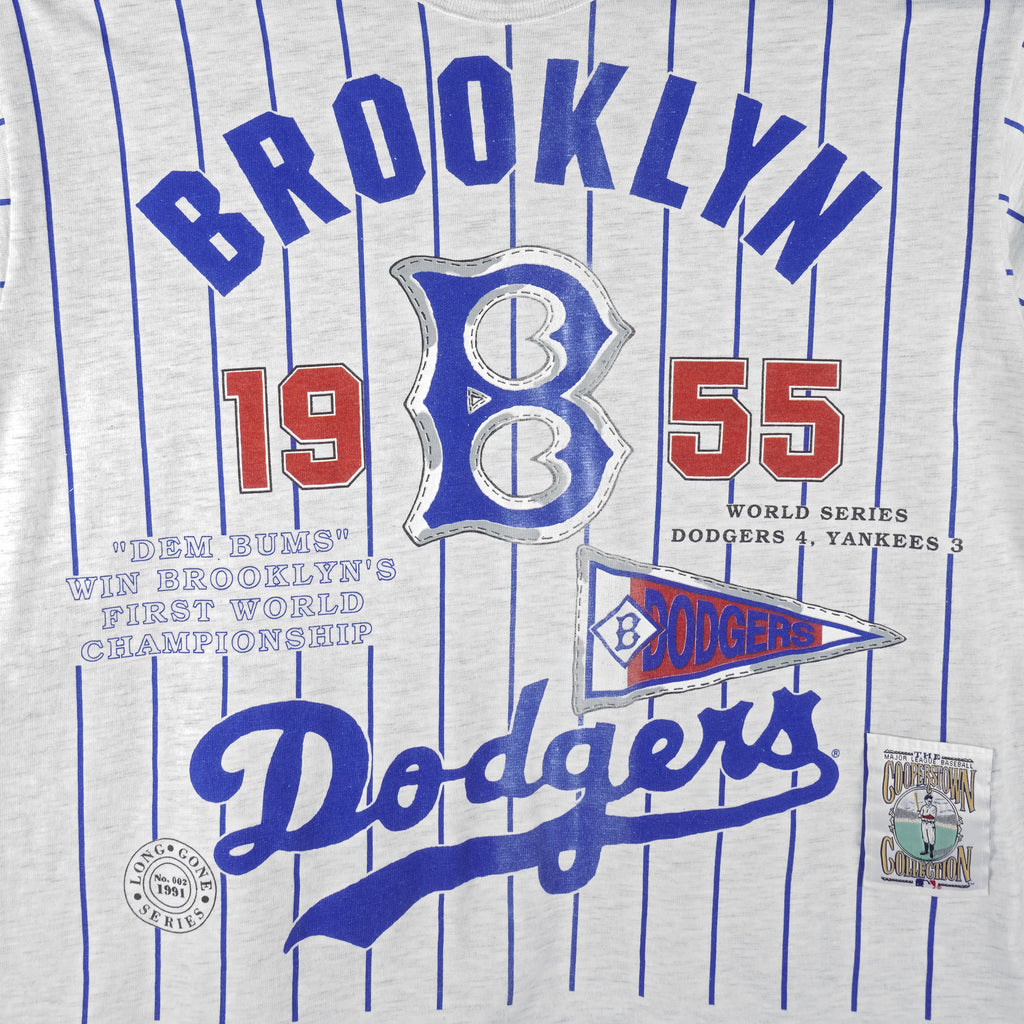 BROOKLYN
B
19 55
WORLD SERIES
DODGERS 4, YANKEES 3
"DEM BUMS"
WIN BROOKLYN'S
FIRST WORLD
CHAMPIONSHIP
B DODGERS
Dodgers®
LONG • GONE
No. 002
1991
• SERIES •
THE
MAJOR LEAGUE BASEBALL
COOPERSTOWN
COLLECTION